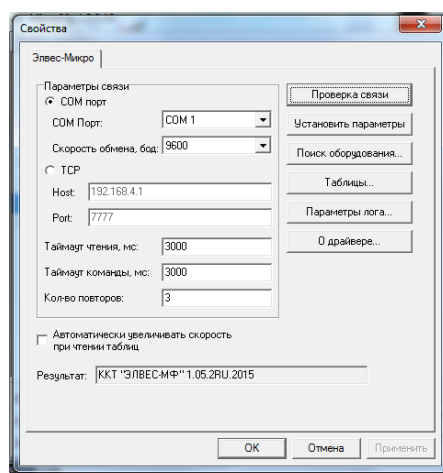 Свойства
Элвес-Микро
Параметры связи
COM порт
COM Порт: COM 1
Скорость обмена, бод: 9600
TCP
Host: 192.168.4.1
Port: 7777
Таймаут чтения, мс: 3000
Таймаут команды, мс: 3000
Кол-во повторов: 3
Проверка связи
Установить параметры
Поиск оборудования...
Таблицы...
Параметры лога...
О драйвере...
Автоматически увеличивать скорость
при чтении таблиц
Результат: ККТ "ЭЛВЕС-МФ" 1.05.2RU.2015
OK Отмена Применить